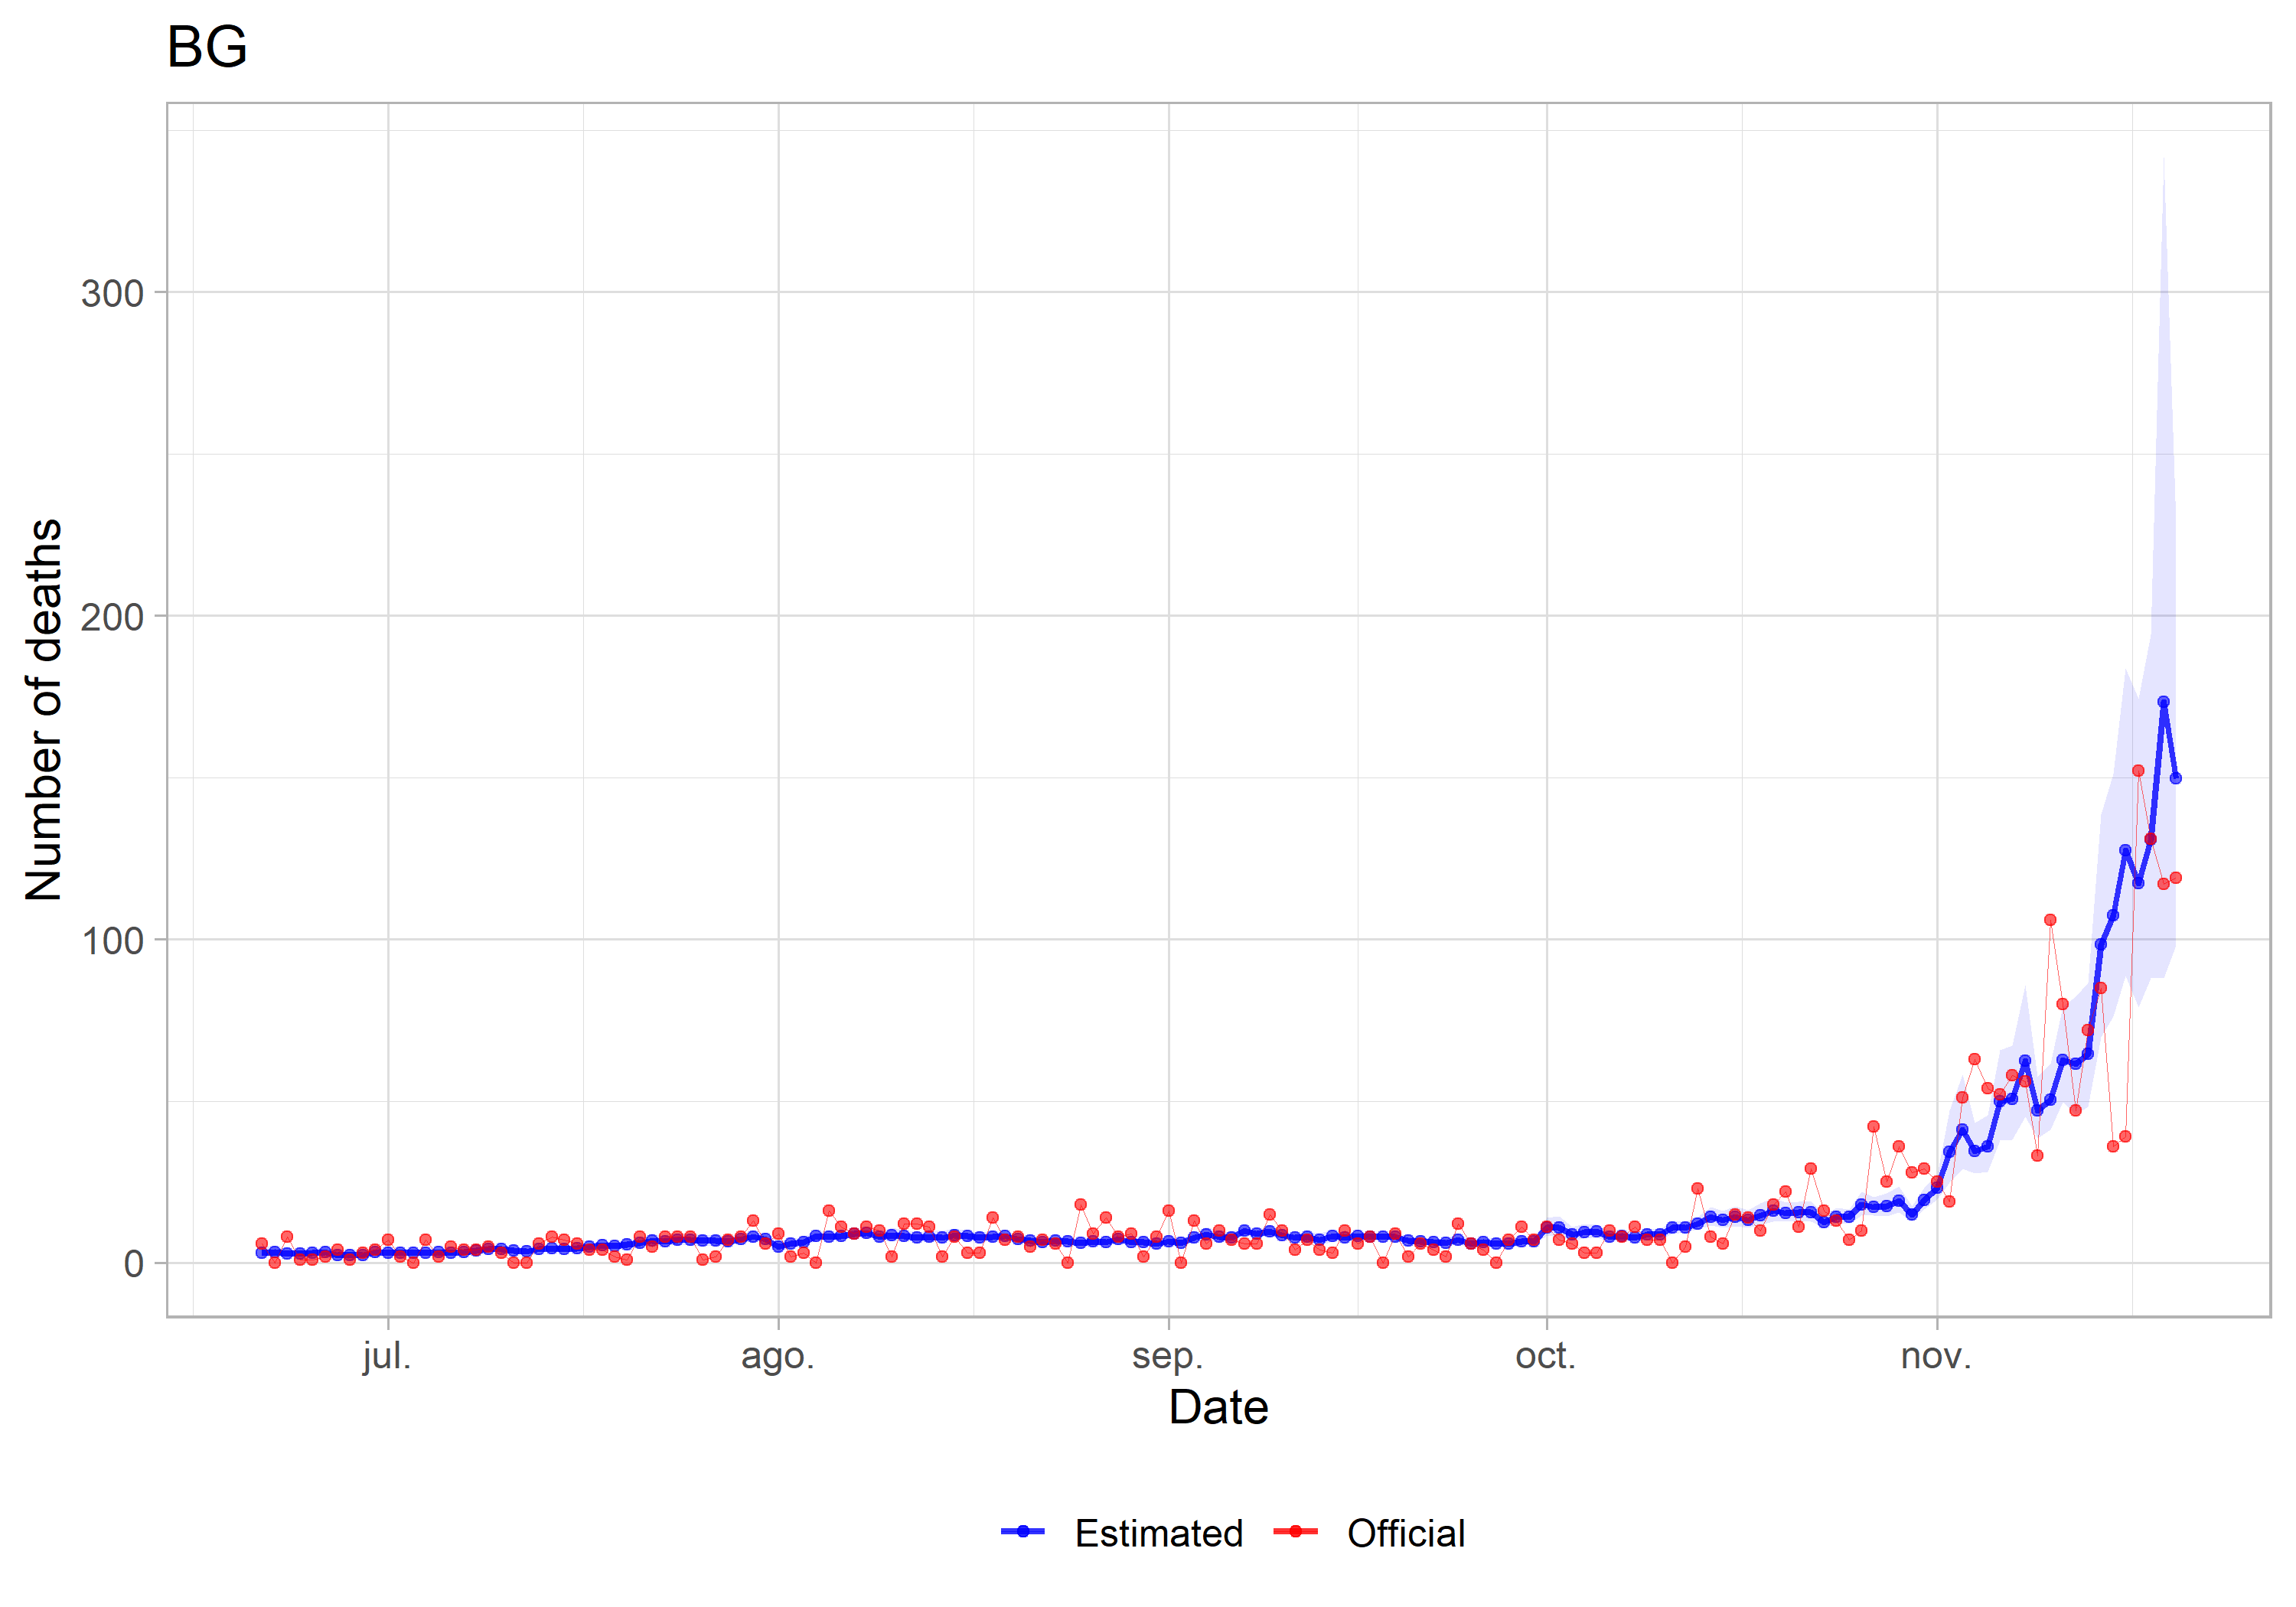 BG
Number of deaths
300
200
100
0
jul.
ago.
sep.
oct.
nov.
Date
Estimated
Official